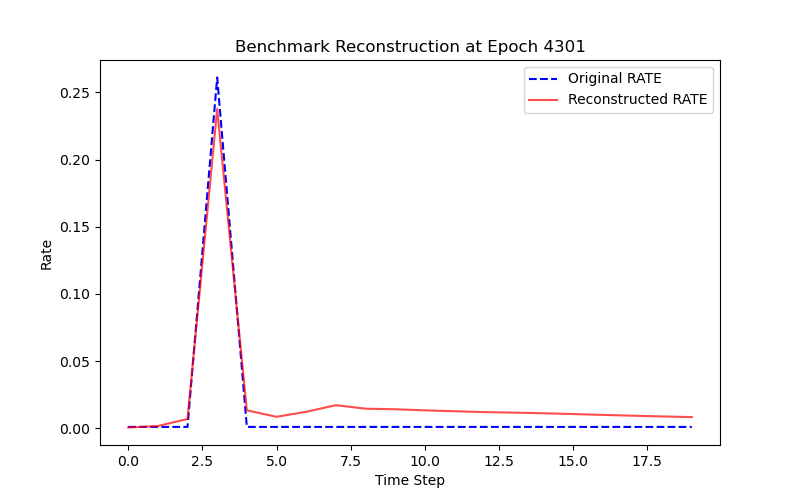 Benchmark Reconstruction at Epoch 4301
Original RATE
Reconstructed RATE
Rate
0.25
0.20
0.15
0.10
0.05
0.00
0.0 2.5 5.0 7.5 10.0 12.5 15.0 17.5
Time Step